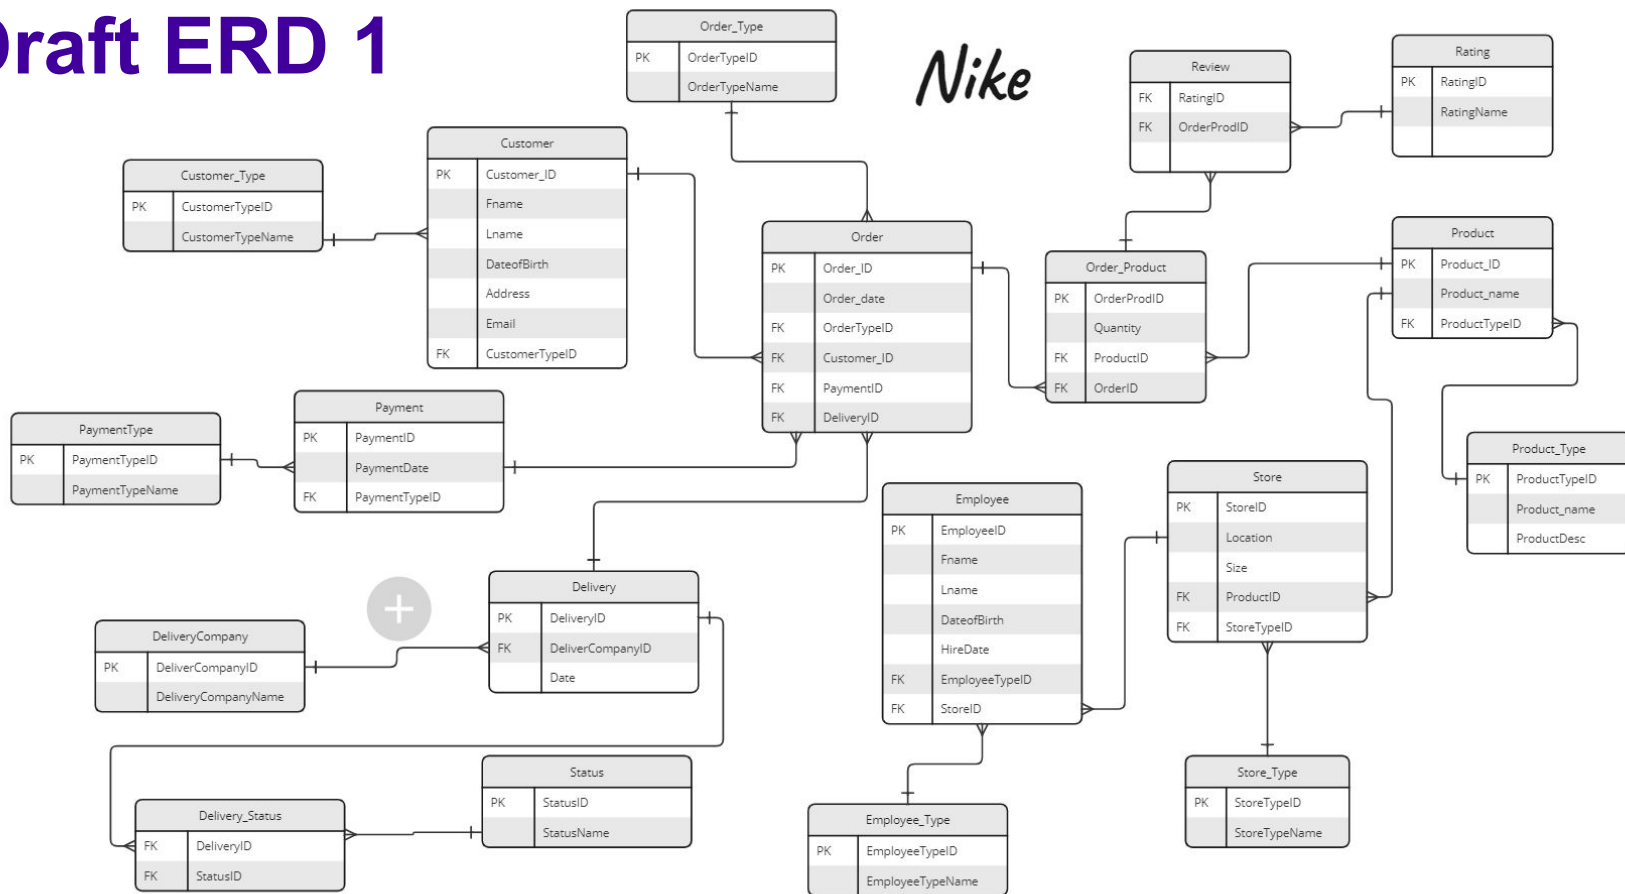 Draft ERD 1
Nike
Order_Type
PK OrderTypeID
OrderTypeName
Review
FK RatingID
FK OrderProdID
Rating
PK RatingID
RatingName
Customer_Type
PK CustomerTypeID
CustomerTypeName
Customer
PK Customer_ID
Fname
Lname
DateofBirth
Address
Email
FK CustomerTypeID
Order
PK Order_ID
Order_date
FK OrderTypeID
FK Customer_ID
FK PaymentID
FK DeliveryID
Order_Product
PK OrderProdID
Quantity
FK ProductID
FK OrderID
Product
PK Product_ID
Product_name
FK ProductTypeID
PaymentType
PK PaymentTypeID
PaymentTypeName
Payment
PK PaymentID
PaymentDate
FK PaymentTypeID
Product_Type
PK ProductTypeID
Product_name
ProductDesc
Employee
PK EmployeeID
Fname
Lname
DateofBirth
HireDate
FK EmployeeTypeID
FK StoreID
Store
PK StoreID
Location
Size
FK ProductID
FK StoreTypeID
Delivery
PK DeliveryID
FK DeliverCompanyID
Date
DeliveryCompany
PK DeliverCompanyID
DeliveryCompanyName
Status
PK StatusID
StatusName
Delivery_Status
FK DeliveryID
FK StatusID
Employee_Type
PK EmployeeTypeID
EmployeeTypeName
Store_Type
PK StoreTypeID
StoreTypeName